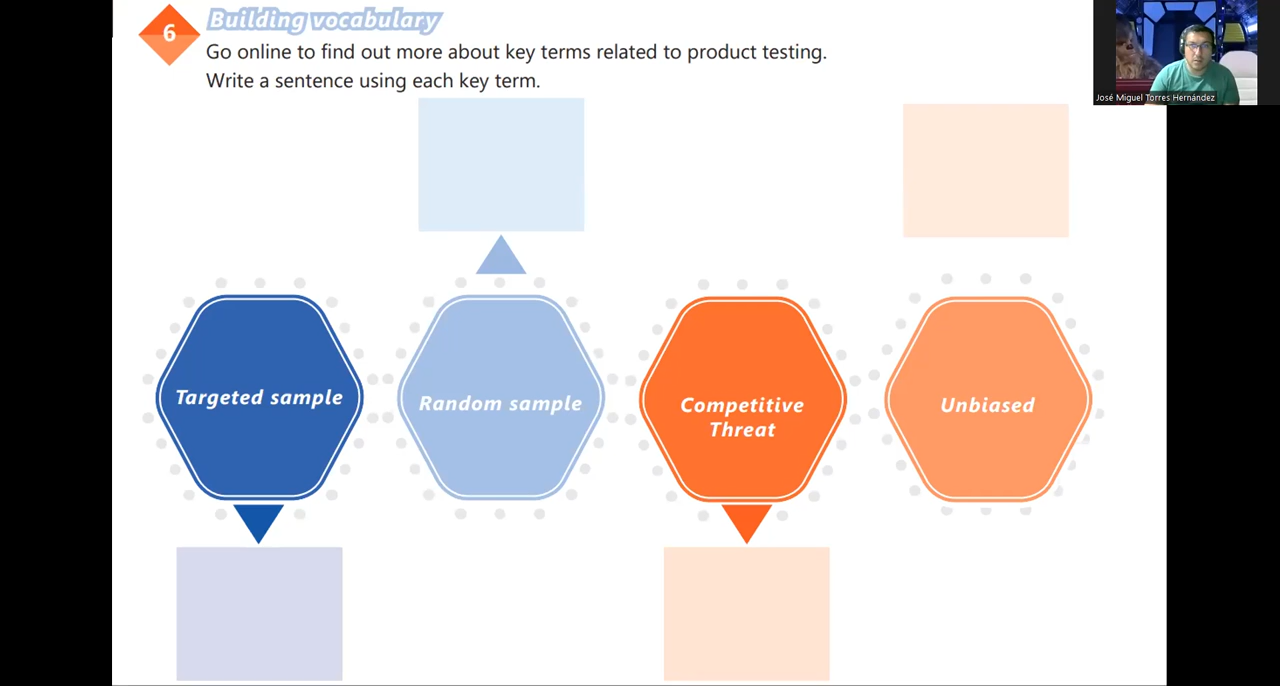 6
Building vocabulary
Go online to find out more about key terms related to product testing.
Write a sentence using each key term.
José Miguel Torres Hernández
Targeted sample
Random sample
Competitive
Threat
Unbiased